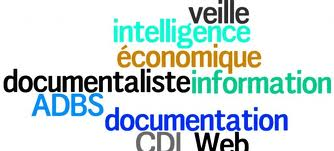 veille
intelligence
économique
documentaliste information
ADBS
documentation
CDI Web